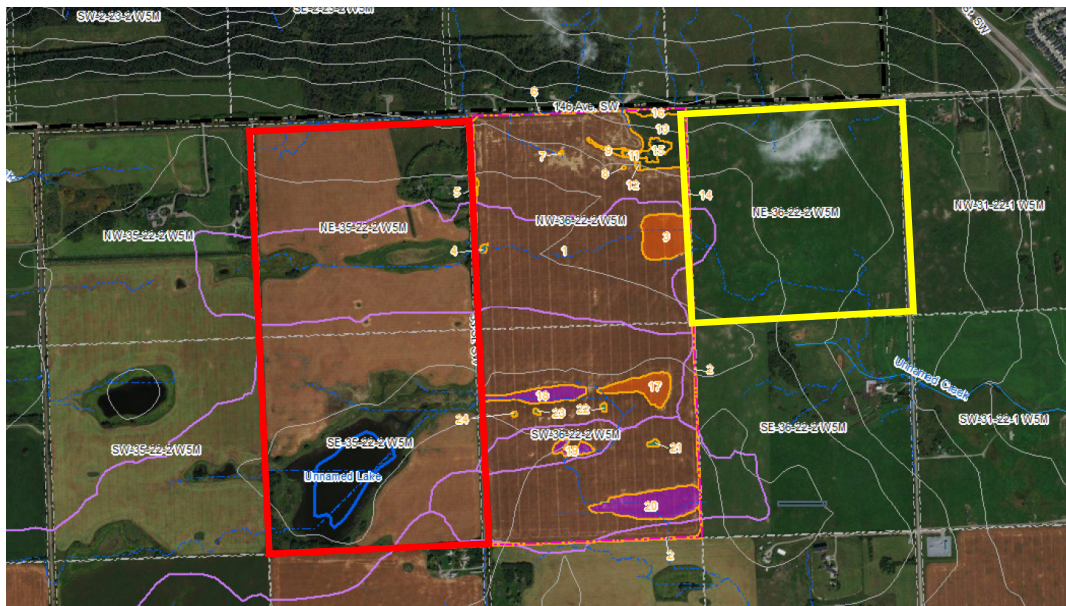 SW-2-23-2 W5M
SE-2-23-2 W5M
146 Ave. SW
6
16
13
7
9
11
15
8
12
5
14
NW-35-22-2 W5M
NE-35-22-2 W5M
NW-36-22-2 W5M
NE-36-22-2 W5M
NW-31-22-1 W5M
4
1
3
2
Unnamed Creek
17
24
22
SW-35-22-2 W5M
SE-35-22-2 W5M
SW-36-22-2 W5M
SE-36-22-2 W5M
SW-31-22-1 W5M
21
Unnamed Lake
20
2